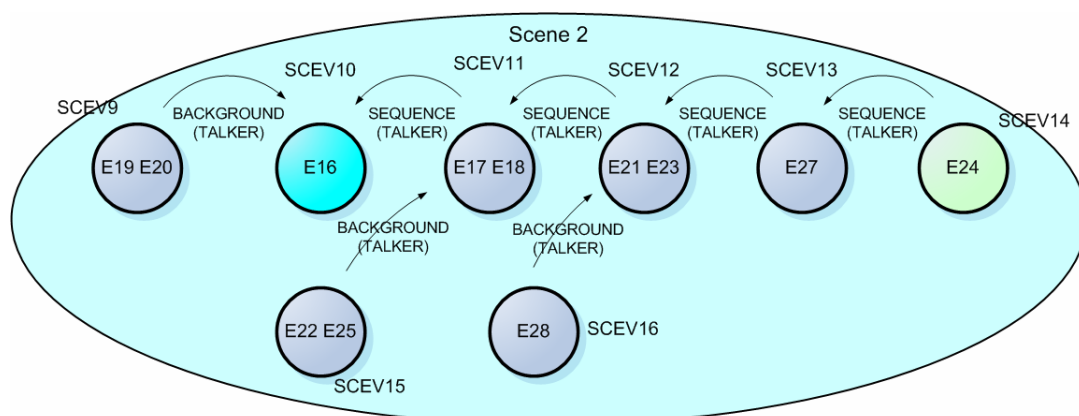 Scene 2
SCEV9
BACKGROUND
(TALKER)
SCEV10
SEQUENCE
(TALKER)
SCEV11
SEQUENCE
(TALKER)
SCEV12
SEQUENCE
(TALKER)
SCEV13
SEQUENCE
(TALKER)
SCEV14
E19 E20
E16
E17 E18
E21 E23
E27
E24
BACKGROUND
(TALKER)
BACKGROUND
(TALKER)
E22 E25
SCEV15
E28
SCEV16